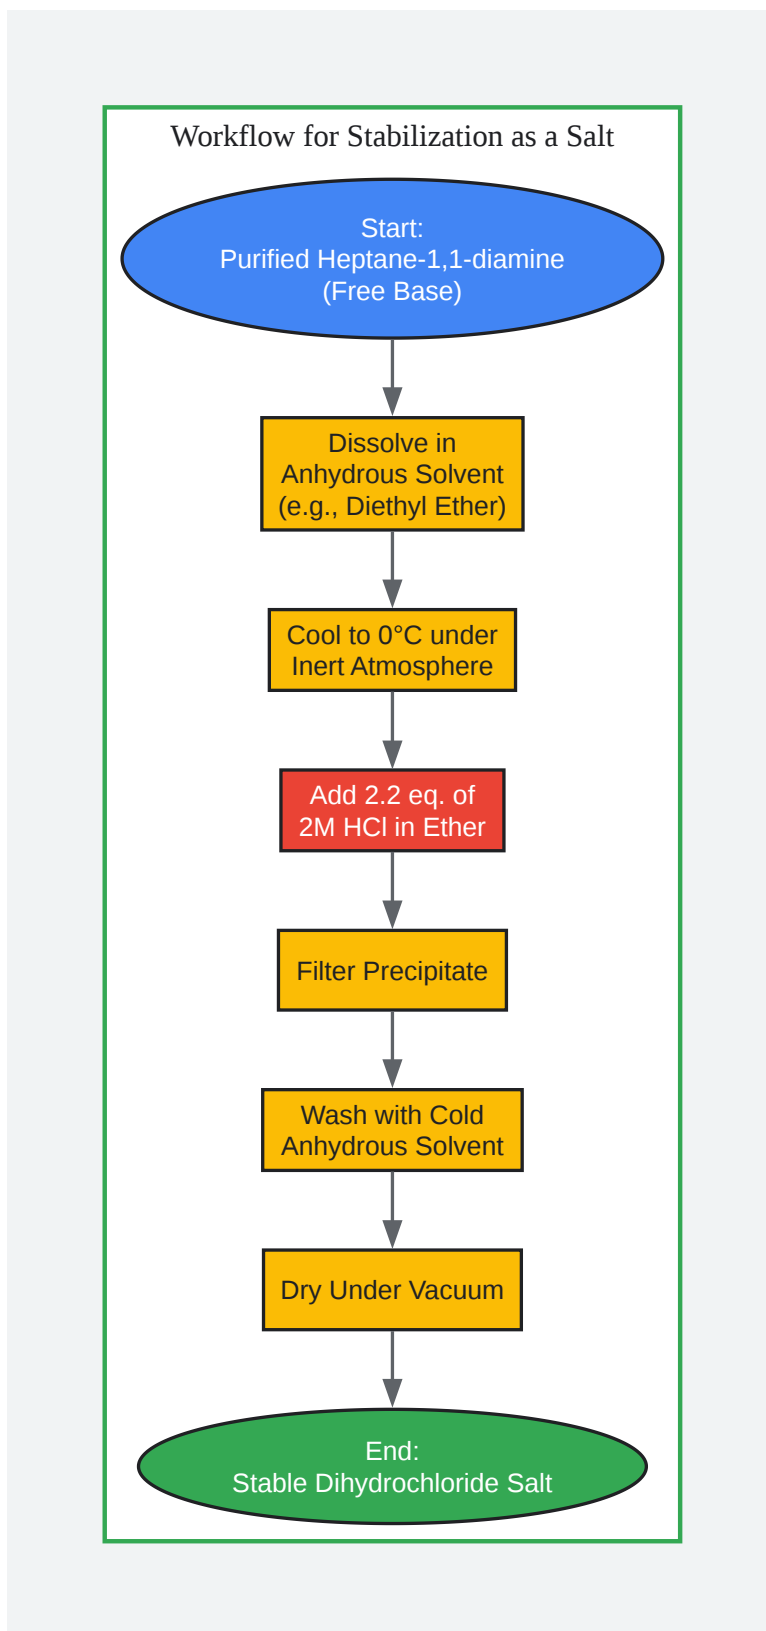 Workflow for Stabilization as a Salt
Start:
Purified Heptane-1,1-diamine
(Free Base)
Dissolve in
Anhydrous Solvent
(e.g., Diethyl Ether)
Cool to 0°C under
Inert Atmosphere
Add 2.2 eq. of
2M HCl in Ether
Filter Precipitate
Wash with Cold
Anhydrous Solvent
Dry Under Vacuum
End:
Stable Dihydrochloride Salt